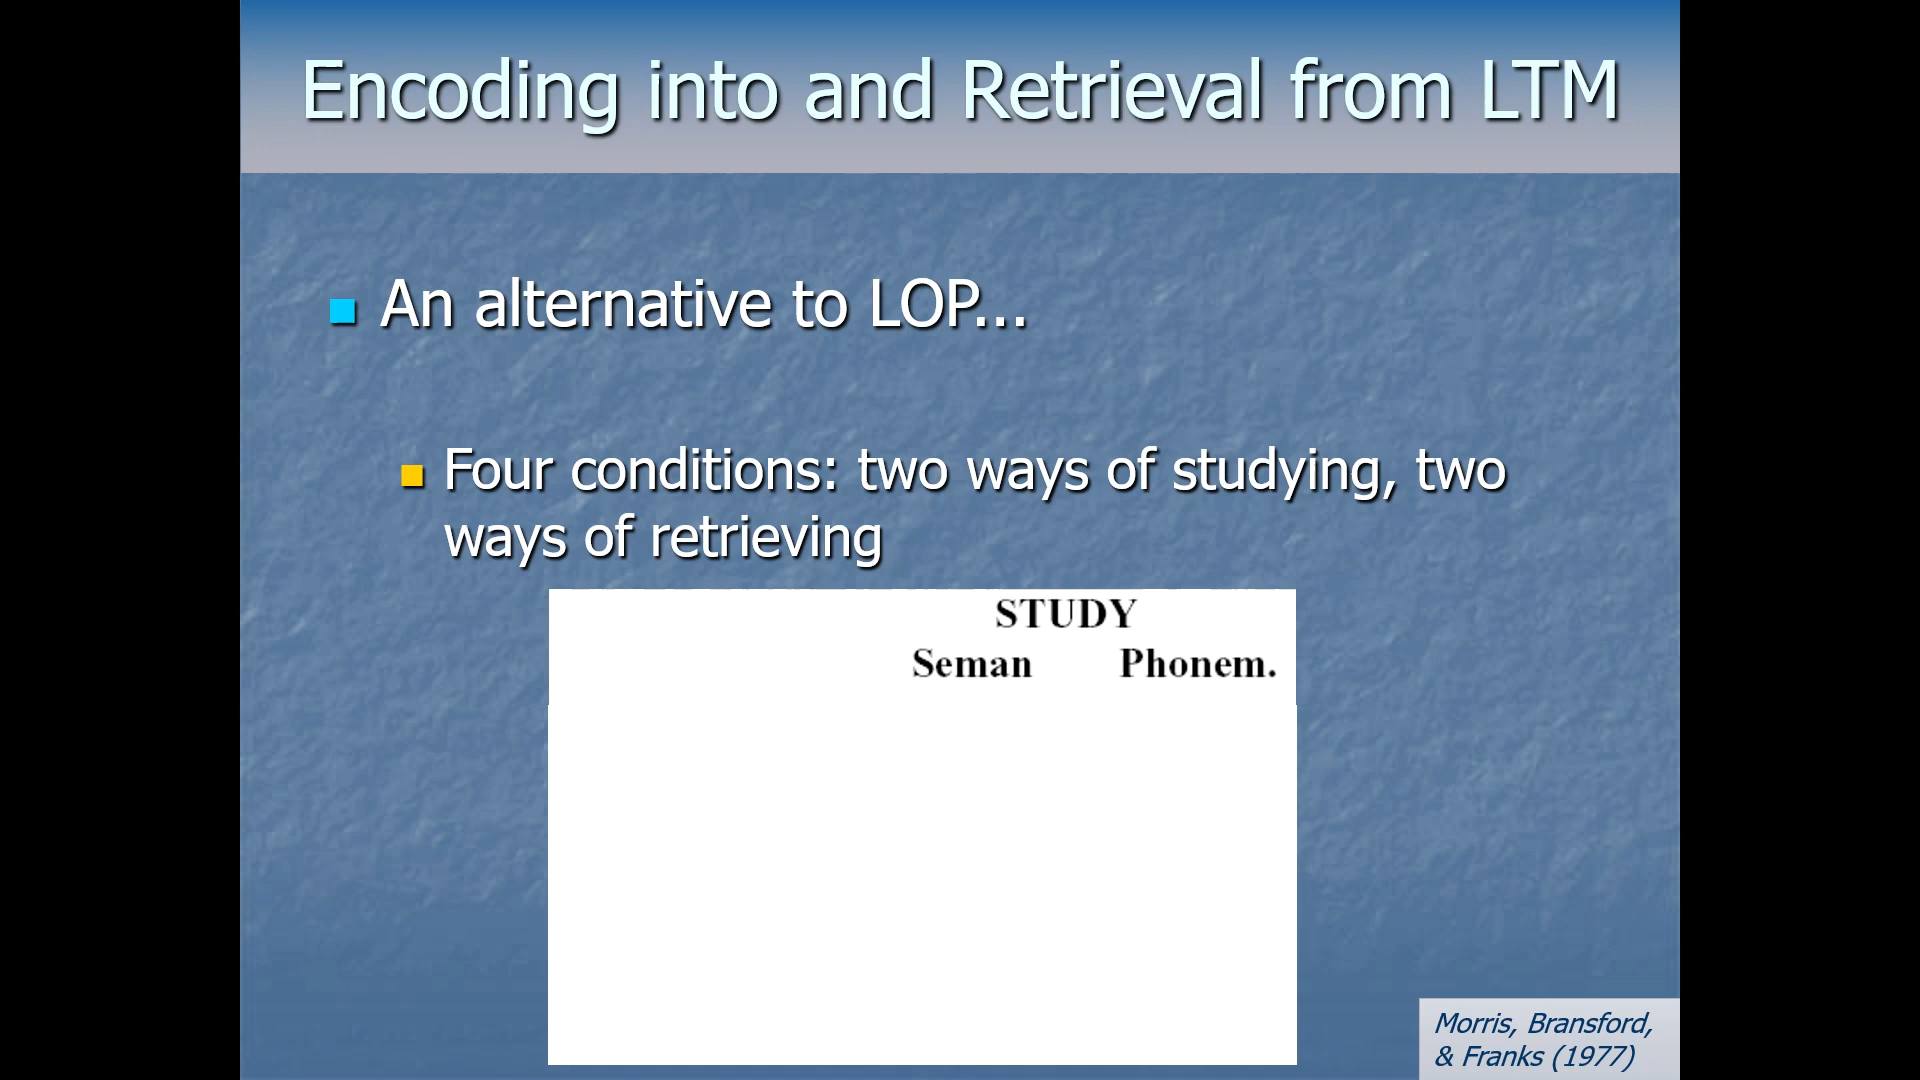 Encoding into and Retrieval from LTM
An alternative to LOP...
Four conditions: two ways of studying, two
ways of retrieving
STUDY
Seman Phonem.
Morris, Bransford,
& Franks (1977)